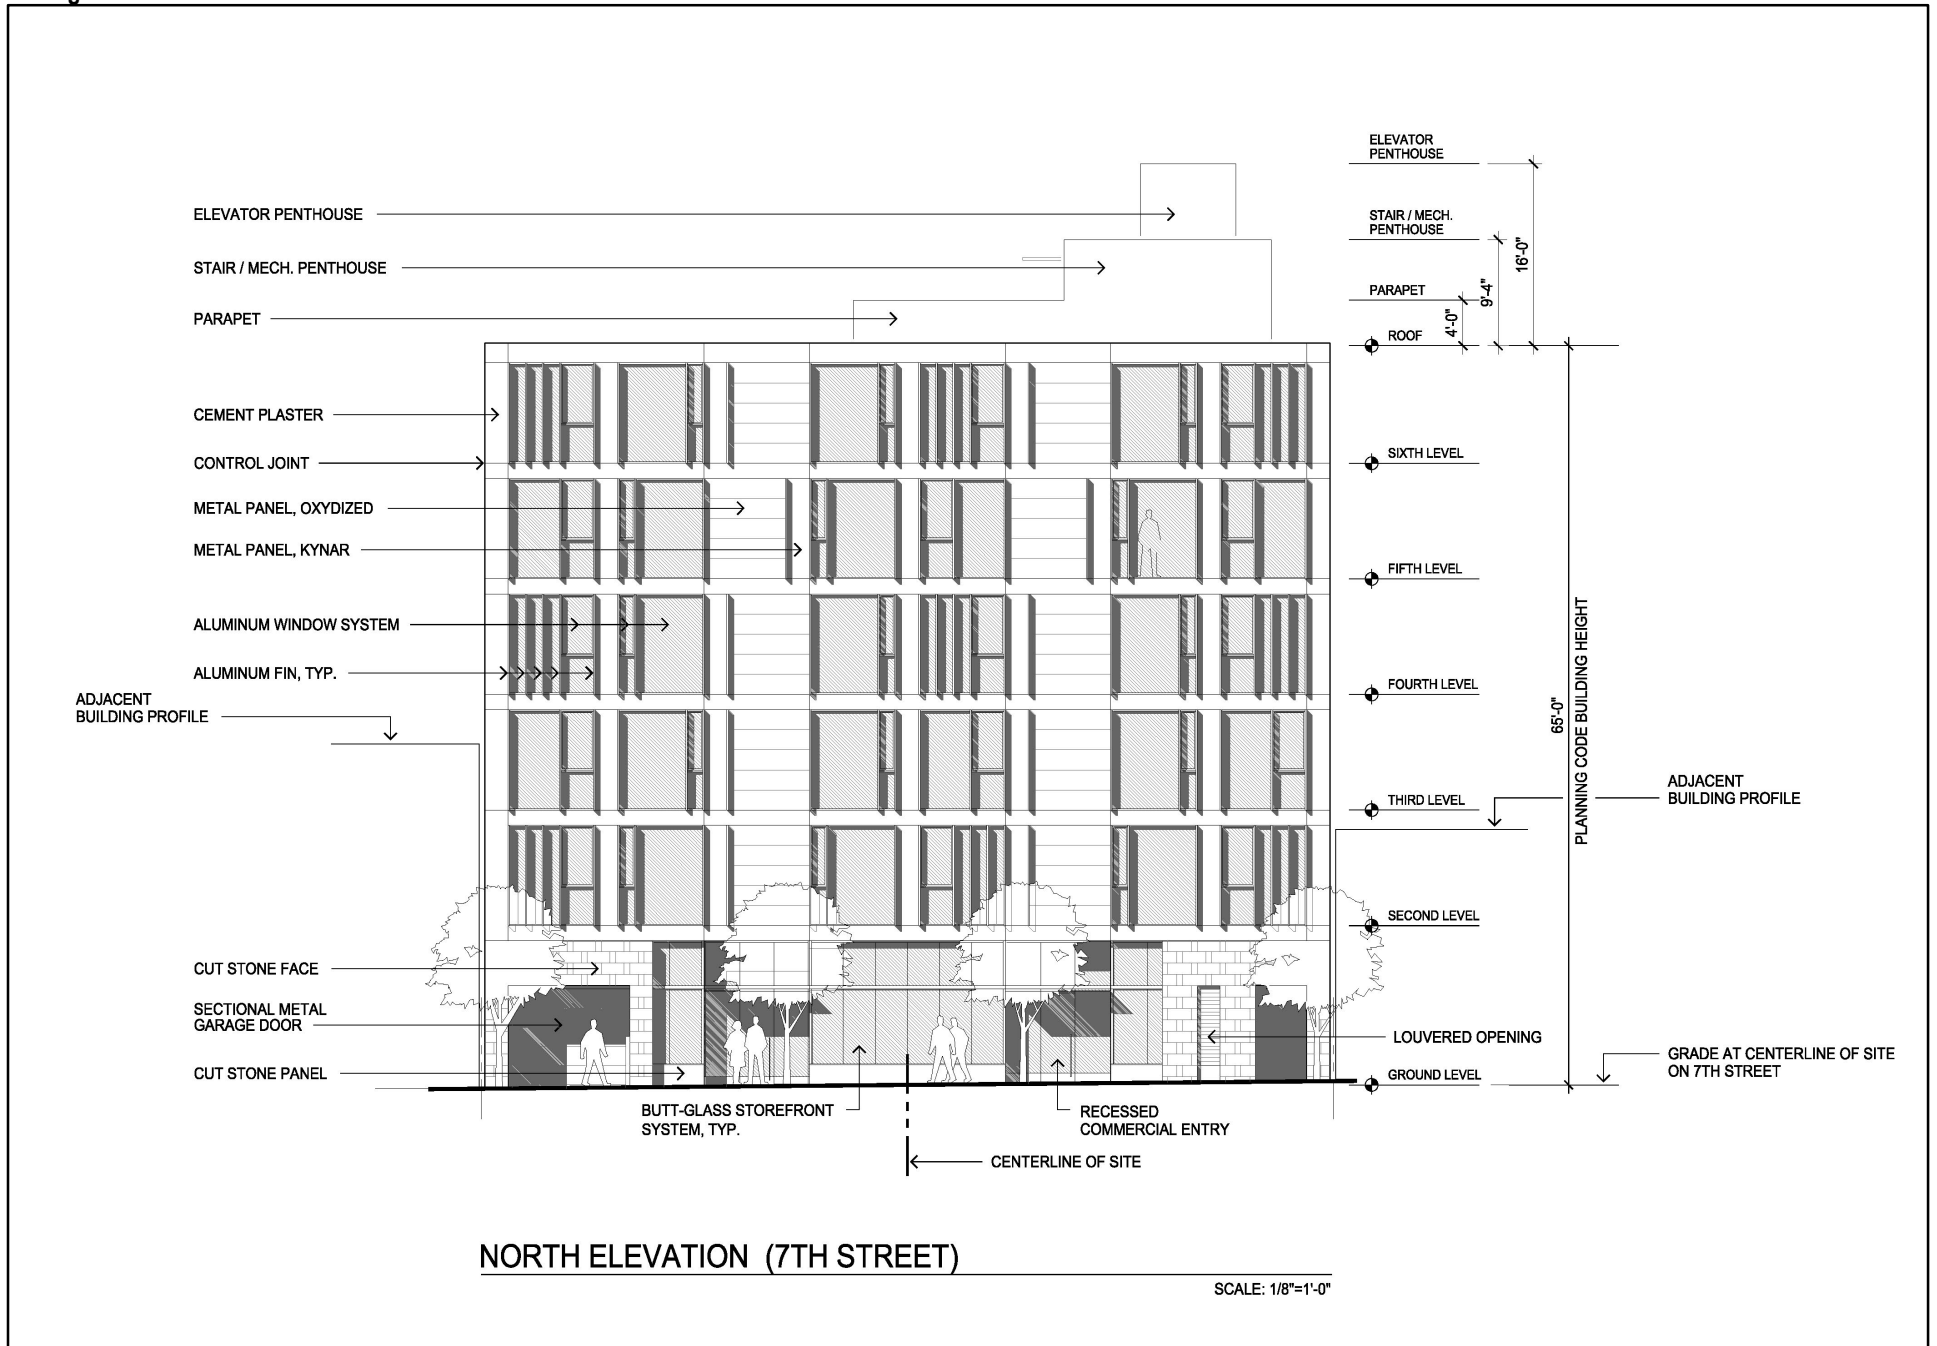 ELEVATOR
PENTHOUSE
ELEVATOR PENTHOUSE
STAIR / MECH.
PENTHOUSE
16'-0"
STAIR / MECH. PENTHOUSE
9'-4"
PARAPET
4'-0"
PARAPET
ROOF
CEMENT PLASTER
CONTROL JOINT
SIXTH LEVEL
METAL PANEL, OXYDIZED
METAL PANEL, KYNAR
FIFTH LEVEL
ALUMINUM WINDOW SYSTEM
ALUMINUM FIN, TYP.
FOURTH LEVEL
ADJACENT
BUILDING PROFILE
65'-0"
PLANNING CODE BUILDING HEIGHT
THIRD LEVEL
ADJACENT
BUILDING PROFILE
SECOND LEVEL
CUT STONE FACE
SECTIONAL METAL
GARAGE DOOR
LOUVERED OPENING
CUT STONE PANEL
GROUND LEVEL
GRADE AT CENTERLINE OF SITE
ON 7TH STREET
BUTT-GLASS STOREFRONT
SYSTEM, TYP.
RECESSED
COMMERCIAL ENTRY
CENTERLINE OF SITE
NORTH ELEVATION (7TH STREET)
SCALE: 1/8"=1'-0"